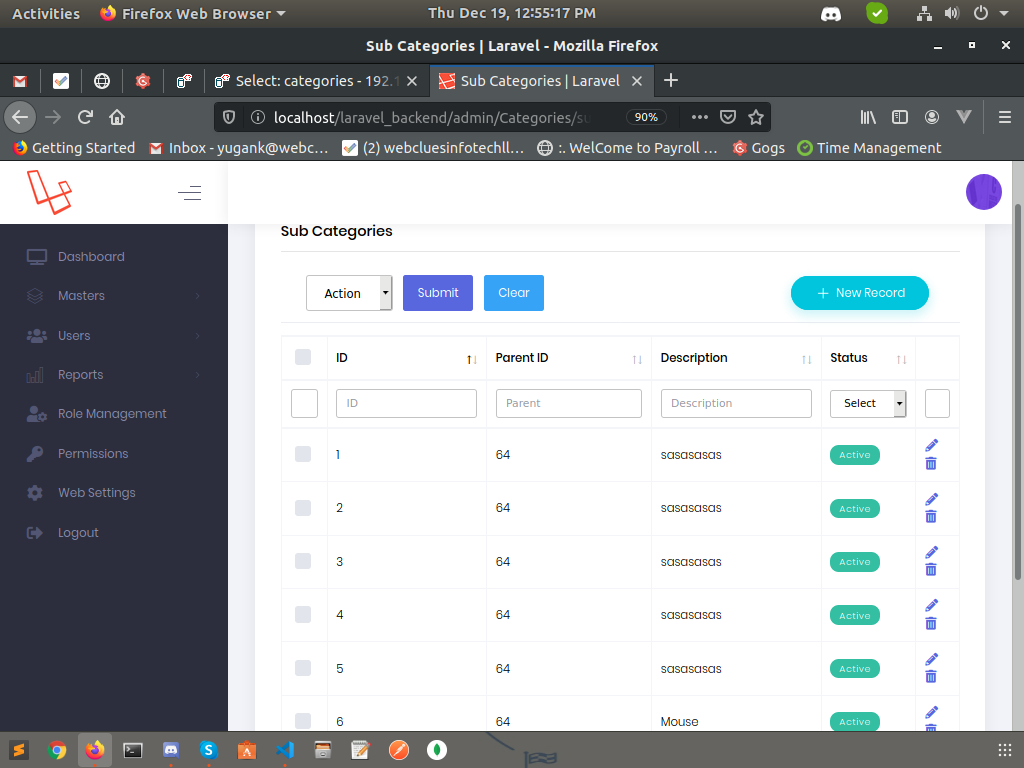 Activities Firefox Web Browser Thu Dec 19, 12:55:17 PM
Sub Categories | Laravel - Mozilla Firefox
Select: categories - 192.1 Sub Categories | Laravel
localhost/laravel_backend/admin/Categories/su 90%
Getting Started Inbox - yugank@webc... (2) webcluesinfotechll... :. WelCome to Payroll ... Gogs Time Management
Sub Categories
Dashboard
Masters
Users
Reports
Role Management
Permissions
Web Settings
Logout
Action Submit Clear + New Record
ID Parent ID Description Status
ID Parent Description Select
1 64 sasasasas Active
2 64 sasasasas Active
3 64 sasasasas Active
4 64 sasasasas Active
5 64 sasasasas Active
6 64 Mouse Active